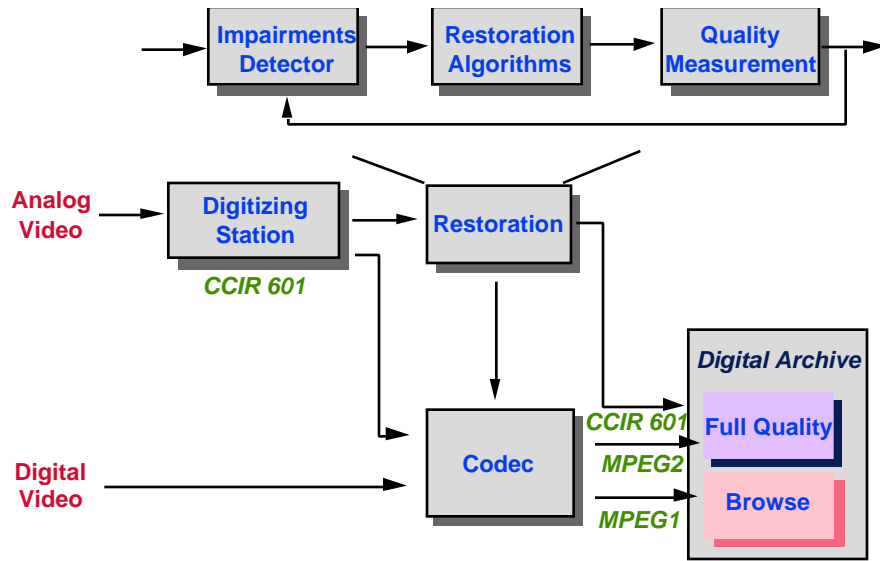 Impairments
Detector
Restoration
Algorithms
Quality
Measurement
Analog
Video
Digitizing
Station
Restoration
CCIR 601
Digital Archive
Full Quality
CCIR 601
MPEG2
Codec
Digital
Video
Browse
MPEG1